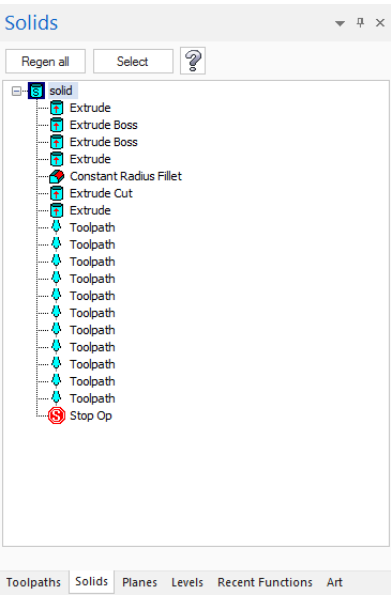 Solids
Regen all Select ?
solid
Extrude
Extrude Boss
Extrude Boss
Extrude
Constant Radius Fillet
Extrude Cut
Extrude
Toolpath
Toolpath
Toolpath
Toolpath
Toolpath
Toolpath
Toolpath
Toolpath
Toolpath
Toolpath
Toolpath
Stop Op
Toolpaths Solids Planes Levels Recent Functions Art